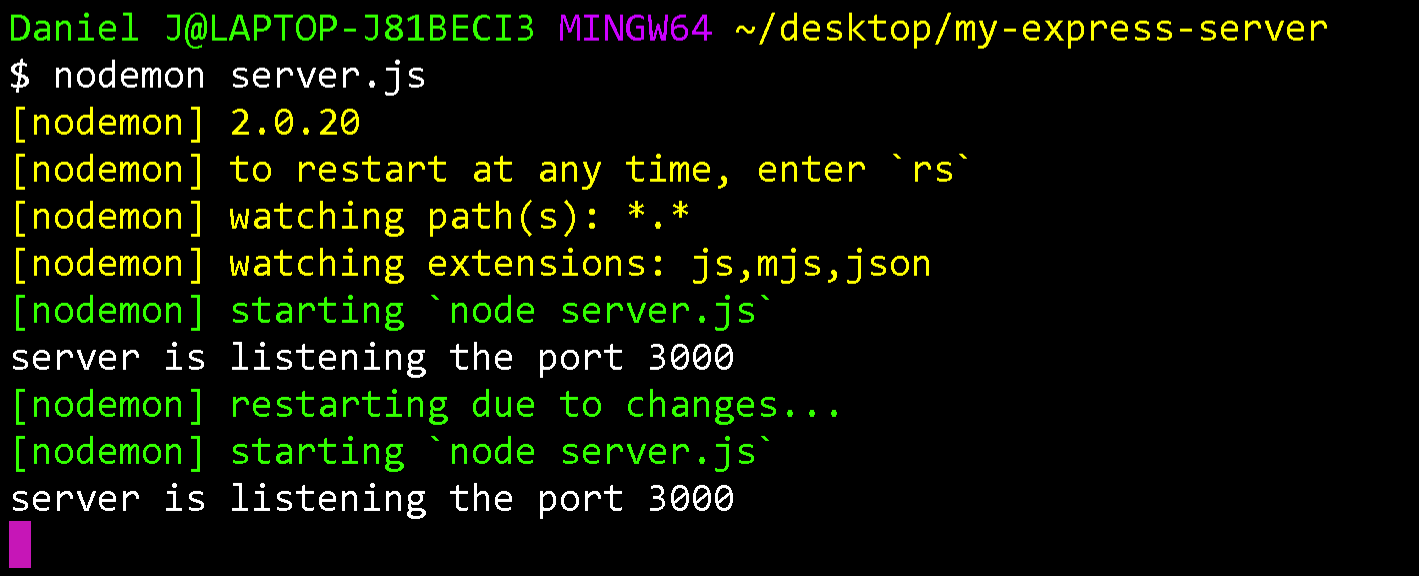 Daniel J@LAPTOP-J81BECI3 MINGW64 ~/desktop/my-express-server
$ nodemon server.js
[nodemon] 2.0.20
[nodemon] to restart at any time, enter `rs`
[nodemon] watching path(s): *.*
[nodemon] watching extensions: js,mjs,json
[nodemon] starting `node server.js`
server is listening the port 3000
[nodemon] restarting due to changes...
[nodemon] starting `node server.js`
server is listening the port 3000